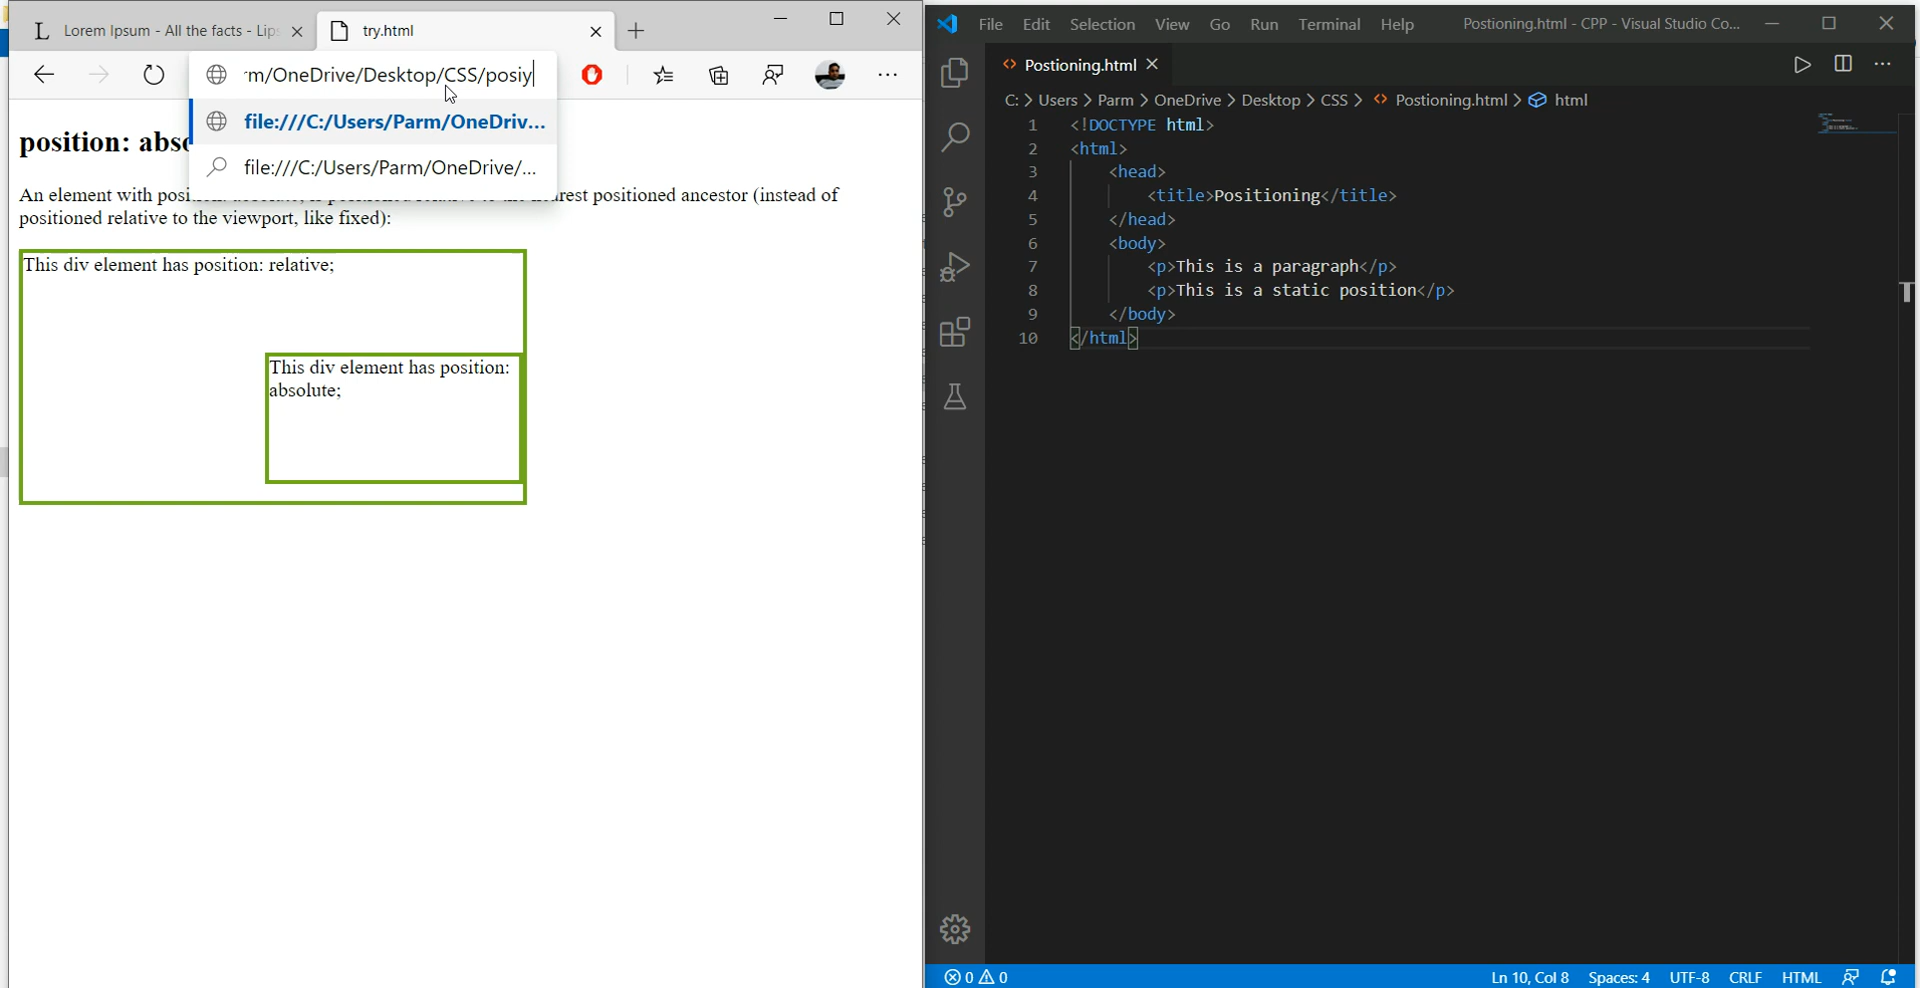 L Lorem Ipsum - All the facts - Lips
try.html
rm/OneDrive/Desktop/CSS/posiy
file:///C:/Users/Parm/OneDriv...
file:///C:/Users/Parm/OneDrive/...
position:
An element with
positioned ancestor (instead of
positioned relative to the viewport, like fixed):
This div element has position: relative;
This div element has position:
absolute;
File Edit Selection View Go Run Terminal Help Postioning.html - CPP - Visual Studio Co...
<> Postioning.html
C: > Users > Parm > OneDrive > Desktop > CSS > <> Postioning.html > html
1 <!DOCTYPE html>
2 <html>
3 <head>
4 <title>Positioning</title>
5 </head>
6 <body>
7 <p>This is a paragraph</p>
8 <p>This is a static position</p>
9 </body>
10 </html>
0 0 Ln 10, Col 8 Spaces: 4 UTF-8 CRLF HTML